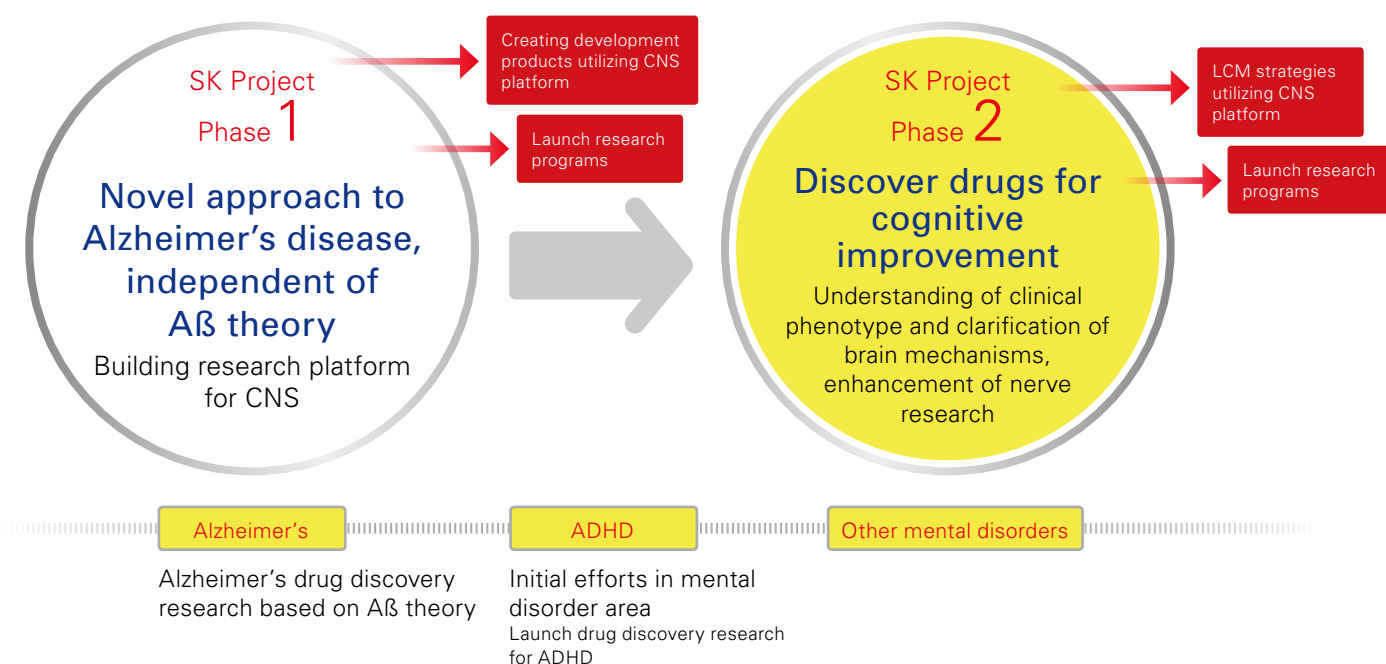 SK Project
Phase 1
Novel approach to
Alzheimer’s disease,
independent of
Aß theory
Building research platform
for CNS
Creating development
products utilizing CNS
platform
Launch research
programs
SK Project
Phase 2
Discover drugs for
cognitive
improvement
Understanding of clinical
phenotype and clarification of
brain mechanisms,
enhancement of nerve
research
LCM strategies
utilizing CNS
platform
Launch research
programs
Alzheimer’s
Alzheimer’s drug discovery
research based on Aß theory
ADHD
Initial efforts in mental
disorder area
Launch drug discovery research
for ADHD
Other mental disorders